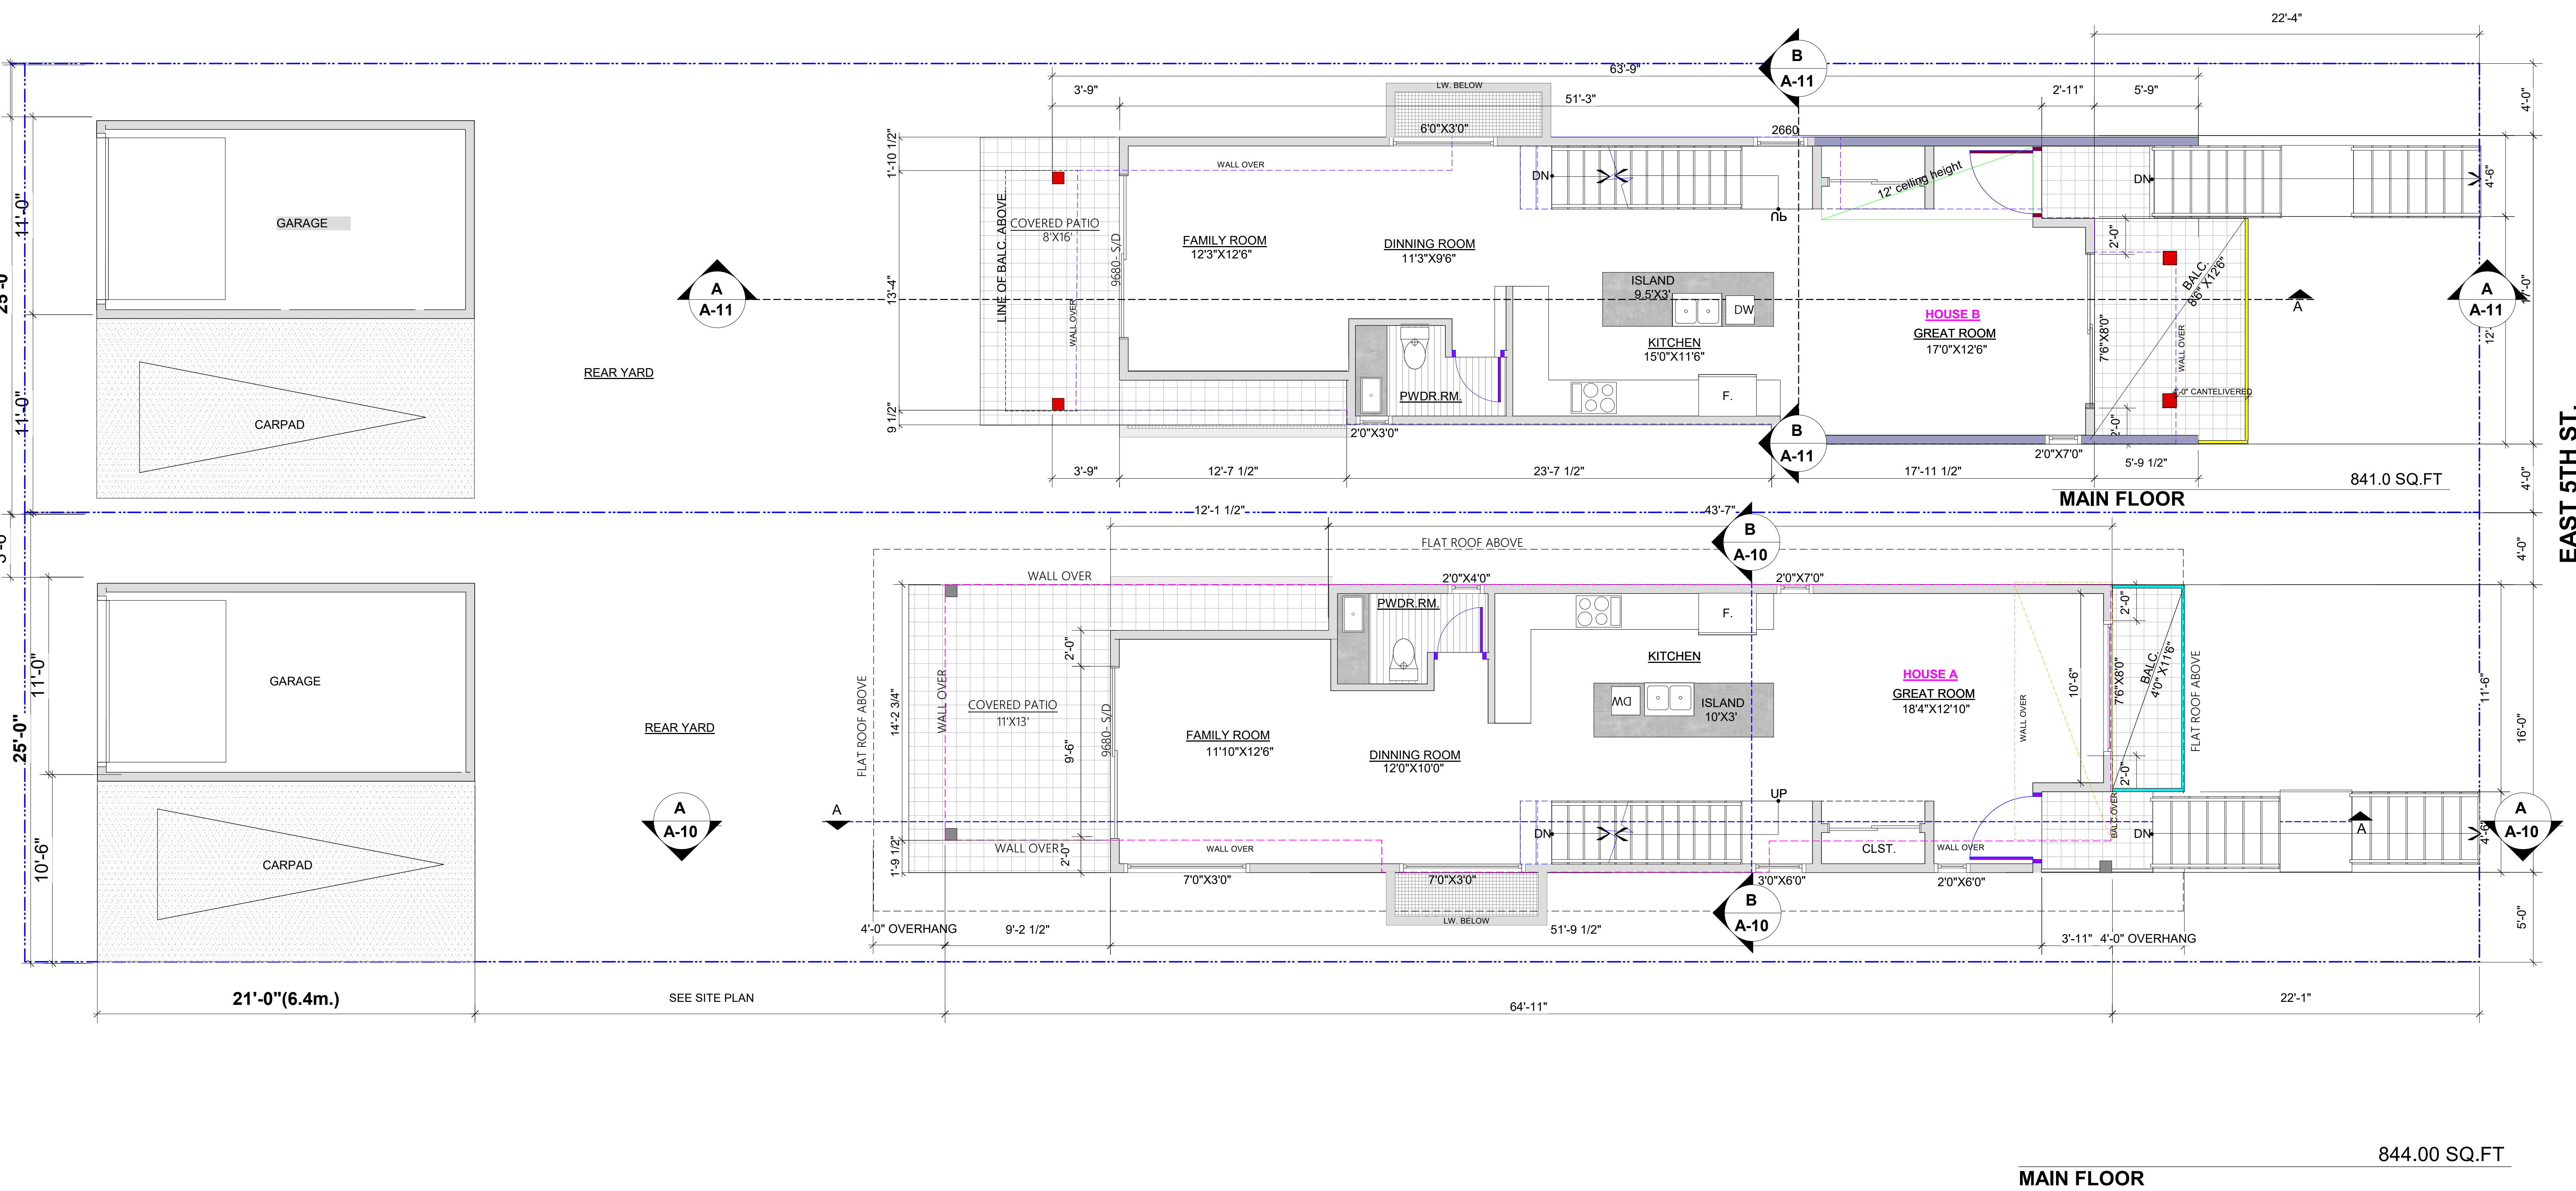 22'-4"
B
A-11
63'-9"
3'-9"
51'-3"
2'-11"
5'-9"
4'-0"
LW. BELOW
6'0"X3'0"
2660
1'-10 1/2"
WALL OVER
12' ceiling height
DN
UP
DN
4'-6"
11'-0"
GARAGE
25'-0"
LINE OF BALC. ABOVE
COVERED PATIO
8'X16'
9680- S/D
FAMILY ROOM
12'3"X12'6"
DINNING ROOM
11'3"X9'6"
2'-0"
BALC.
8'6"X12'6"
A
A-11
13'-4"
WALL OVER
ISLAND
9.5'X3'
DW
HOUSE B
GREAT ROOM
17'0"X12'6"
7'6"X8'0"
WALL OVER
A
A
A-11
KITCHEN
15'0"X11'6"
REAR YARD
11'-0"
CARPAD
9 1/2"
PWDR.RM.
F.
4'-0" CANTELIVERED
2'-0"
2'0"X3'0"
B
A-11
2'0"X7'0"
3'-9"
12'-7 1/2"
23'-7 1/2"
17'-11 1/2"
5'-9 1/2"
4'-0"
841.0 SQ.FT
MAIN FLOOR
EAST 5TH ST.
12'-1 1/2"
43'-7"
B
A-10
FLAT ROOF ABOVE
4'-0"
WALL OVER
2'0"X4'0"
2'0"X7'0"
PWDR.RM.
F.
2'-0"
2'-0"
11'-0"
GARAGE
25'-0"
FLAT ROOF ABOVE
14'-2 3/4"
WALL OVER
COVERED PATIO
11'X13'
9'-6"
9680- S/D
FAMILY ROOM
11'10"X12'6"
DINNING ROOM
12'0"X10'0"
KITCHEN
DW
ISLAND
10'X3'
HOUSE A
GREAT ROOM
18'4"X12'10"
WALL OVER
10'-6"
7'6"X8'0"
BALC.
4'0" X11'6"
FLAT ROOF ABOVE
11'-6"
16'-0"
REAR YARD
2'-0"
UP
A
A-10
A
DN
BALC OVER
DN
A
4'-6"
A
A-10
10'-6"
CARPAD
1'-9 1/2"
WALL OVER
2'-0"
WALL OVER
CLST.
WALL OVER
7'0"X3'0"
7'0"X3'0"
3'0"X6'0"
2'0"X6'0"
LW. BELOW
B
A-10
5'-0"
4'-0" OVERHANG
9'-2 1/2"
51'-9 1/2"
3'-11"
4'-0" OVERHANG
21'-0"(6.4m.)
SEE SITE PLAN
64'-11"
22'-1"
844.00 SQ.FT
MAIN FLOOR